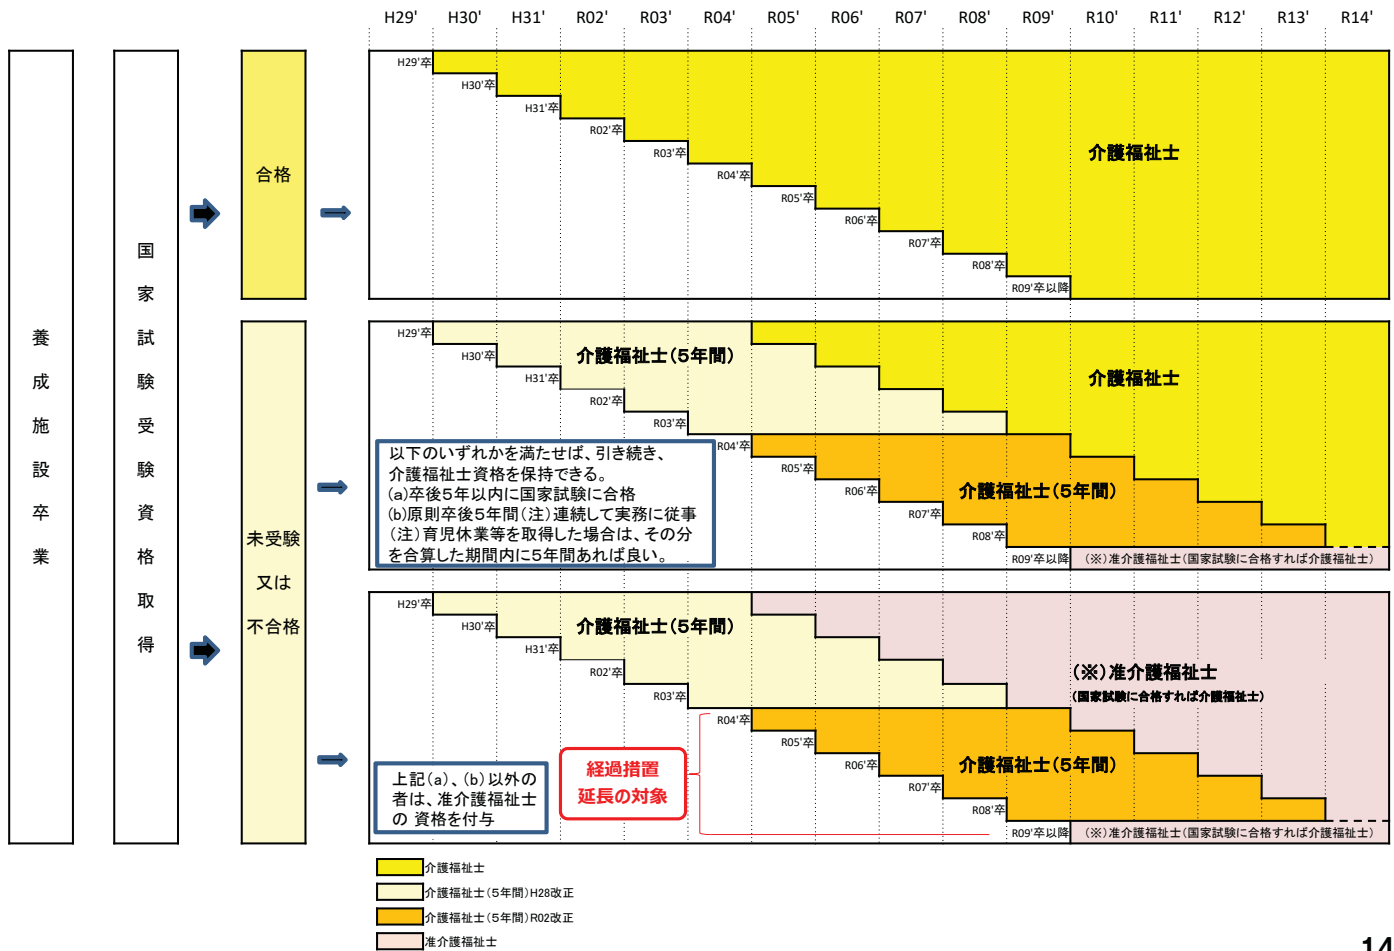 H29' H30' H31' R02' R03' R04' R05' R06' R07' R08' R09' R10' R11' R12' R13' R14'
養成施設卒業
国家試験受験資格取得
合格
H29'卒
H30'卒
H31'卒
R02'卒
R03'卒
R04'卒
R05'卒
R06'卒
R07'卒
R08'卒
R09'卒以降
介護福祉士
未受験
又は
不合格
H29'卒
H30'卒
H31'卒
R02'卒
R03'卒
R04'卒
R05'卒
R06'卒
R07'卒
R08'卒
R09'卒以降
介護福祉士(5年間)
介護福祉士
介護福祉士(5年間)
(※)准介護福祉士(国家試験に合格すれば介護福祉士)
以下のいずれかを満たせば、引き続き、
介護福祉士資格を保持できる。
(a)卒後5年以内に国家試験に合格
(b)原則卒後5年間(注)連続して実務に従事
(注)育児休業等を取得した場合は、その分
を合算した期間内に5年間あれば良い。
H29'卒
H30'卒
H31'卒
R02'卒
R03'卒
R04'卒
R05'卒
R06'卒
R07'卒
R08'卒
R09'卒以降
介護福祉士(5年間)
(※)准介護福祉士
(国家試験に合格すれば介護福祉士)
介護福祉士(5年間)
(※)准介護福祉士(国家試験に合格すれば介護福祉士)
経過措置
延長の対象
上記(a)、(b)以外の
者は、准介護福祉士
の 資格を付与
介護福祉士
介護福祉士(5年間)H28改正
介護福祉士(5年間)R02改正
准介護福祉士
14